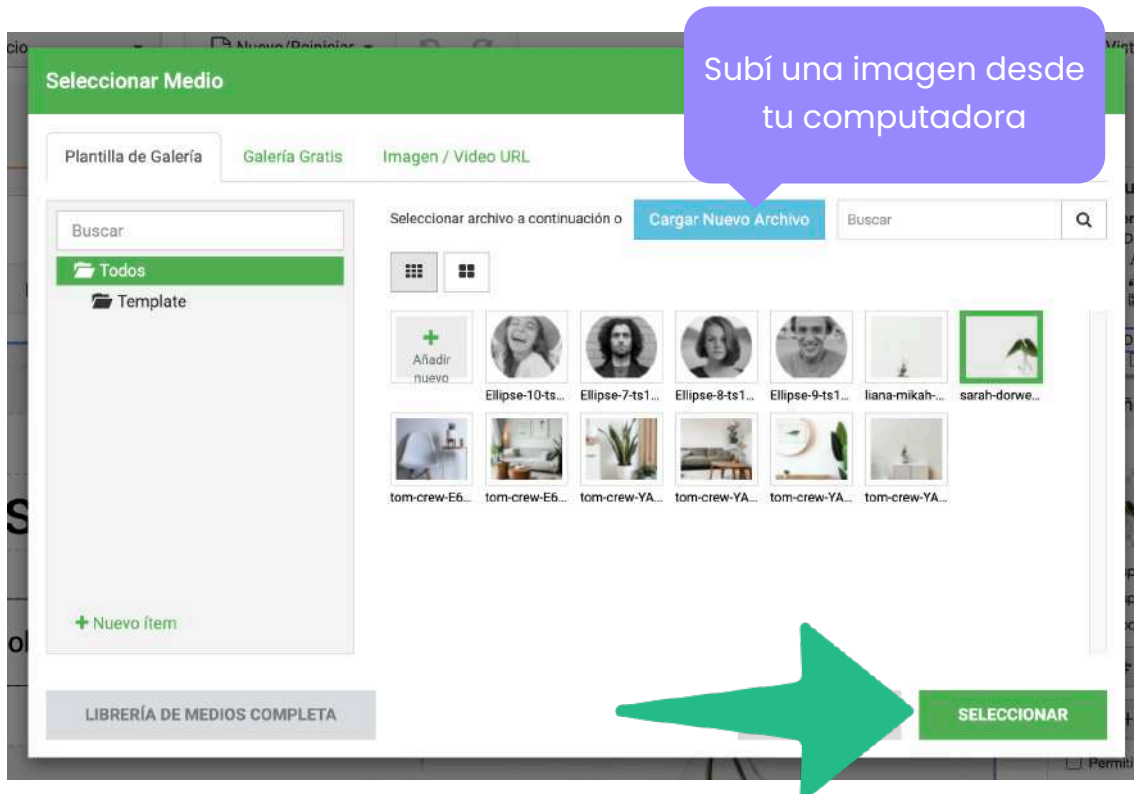 Nuevo/Reiniciar
Subí una imagen desde
tu computadora
Seleccionar Medio
Plantilla de Galería
Galería Gratis
Imagen / Video URL
Buscar
Todos
Template
+ Nuevo ítem
Seleccionar archivo a continuación o
Cargar Nuevo Archivo
Buscar
+
Añadir
nuevo
Ellipse-10-ts...
Ellipse-7-ts1...
Ellipse-8-ts1...
Ellipse-9-ts1...
liana-mikah-...
sarah-dorwe...
tom-crew-E6...
tom-crew-E6...
tom-crew-YA...
tom-crew-YA...
tom-crew-YA...
tom-crew-YA...
LIBRERÍA DE MEDIOS COMPLETA
SELECCIONAR
Permiti